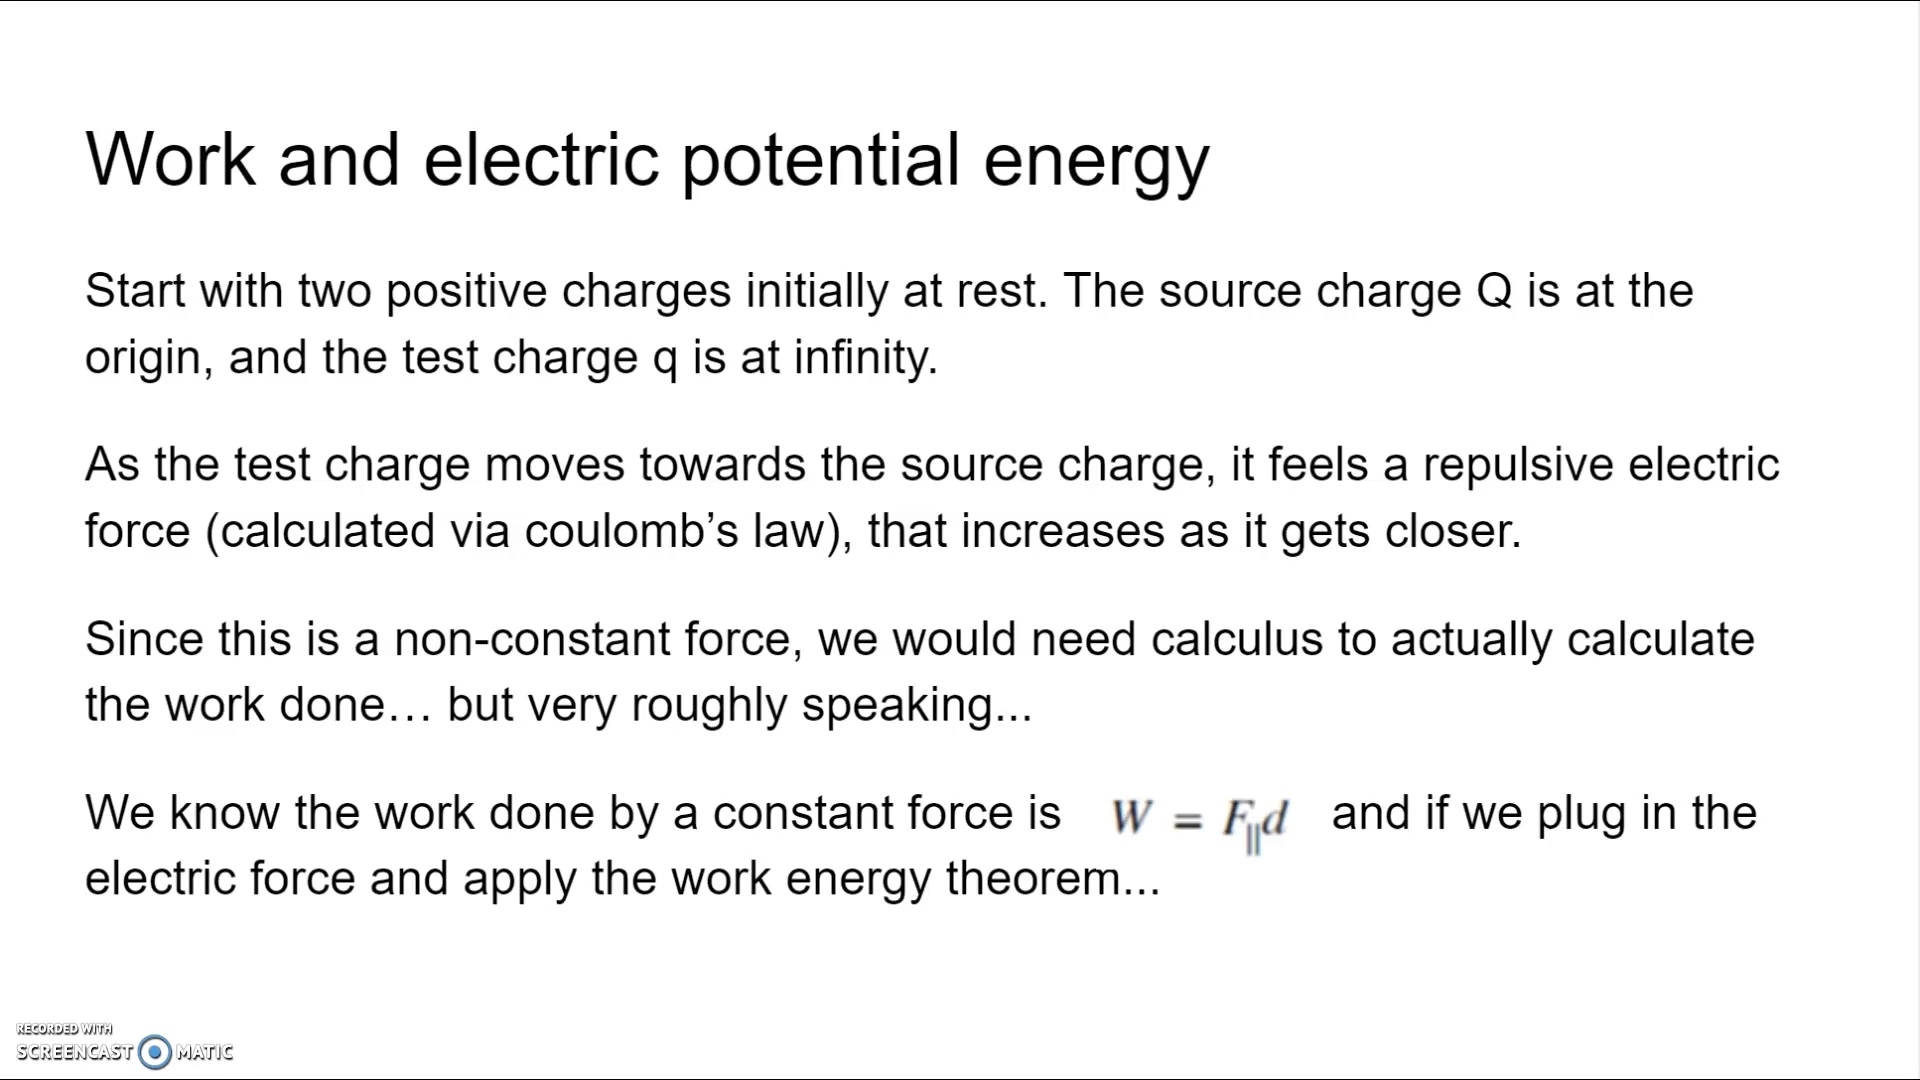 Work and electric potential energy
Start with two positive charges initially at rest. The source charge Q is at the
origin, and the test charge q is at infinity.
As the test charge moves towards the source charge, it feels a repulsive electric
force (calculated via coulomb’s law), that increases as it gets closer.
Since this is a non-constant force, we would need calculus to actually calculate
the work done… but very roughly speaking...
We know the work done by a constant force is W = F||d and if we plug in the
electric force and apply the work energy theorem...
RECORDED WITH
SCREENCAST MATIC